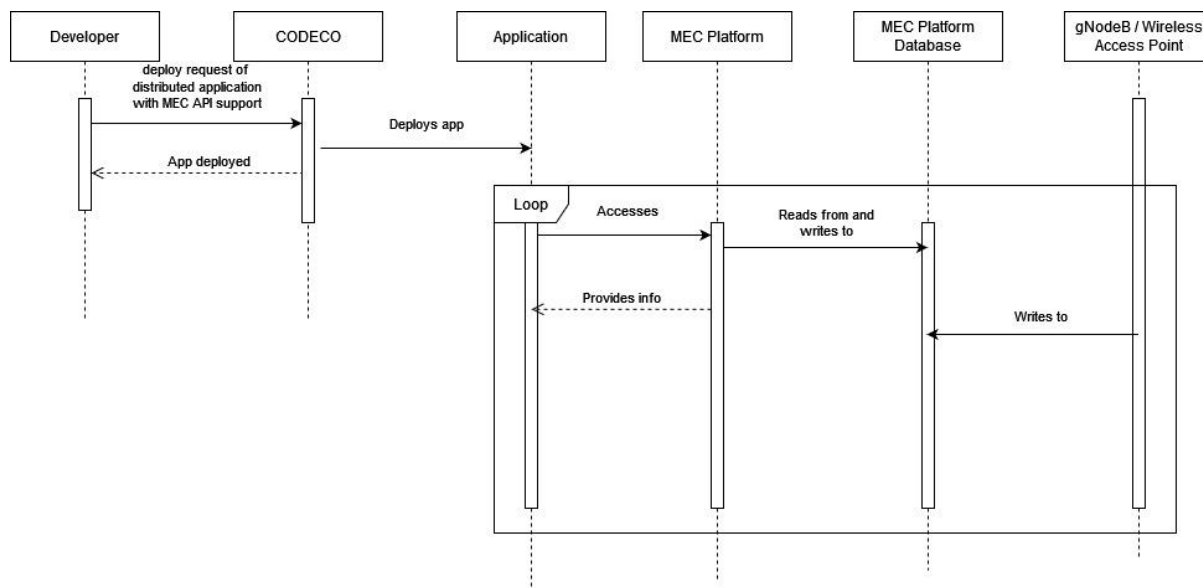 Developer
CODECO
Application
MEC Platform
MEC Platform
Database
gNodeB / Wireless
Access Point
deploy request of
distributed application
with MEC API support
Deploys app
App deployed
Loop
Accesses
Reads from and
writes to
Provides info
Writes to